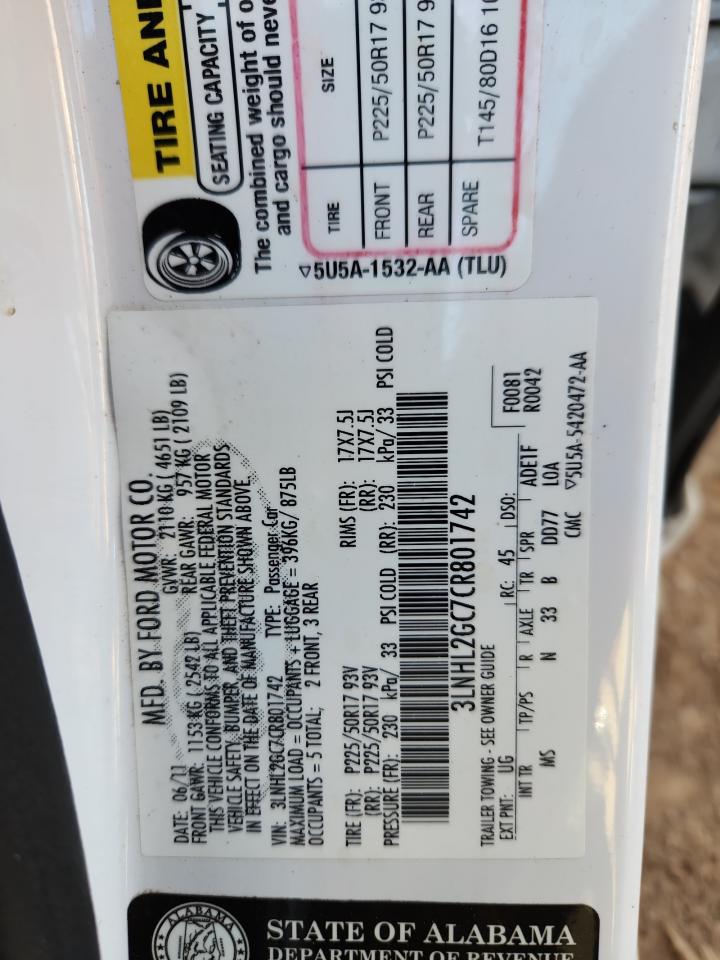 TIRE AND
SEATING CAPACITY
The combined weight of o
and cargo should neve
TIRE SIZE
FRONT P225/50R17 93
REAR P225/50R17 9
SPARE T145/80D16 10
▽5U5A-1532-AA (TLU)
MFD. BY FORD MOTOR CO.
DATE: 06/11 GVWR: 2110 KG ( 4651 LB)
FRONT GAWR: 1153 KG ( 2542 LB) REAR GAWR: 957 KG ( 2109 LB)
THIS VEHICLE CONFORMS TO ALL APPLICABLE FEDERAL MOTOR
VEHICLE SAFETY, BUMPER, AND THEFT PREVENTION STANDARDS
IN EFFECT ON THE DATE OF MANUFACTURE SHOWN ABOVE.
VIN: 3LNHL2GC7CR801742 TYPE: Passenger Car
MAXIMUM LOAD = OCCUPANTS + LUGGAGE = 396KG/ 875LB
OCCUPANTS = 5 TOTAL; 2 FRONT, 3 REAR
TIRE (FR): P225/50R17 93V RIMS (FR): 17X7.5J
(RR): P225/50R17 93V (RR): 17X7.5J
PRESSURE (FR): 230 kPa/ 33 PSI COLD (RR): 230 kPa/ 33 PSI COLD
3LNHL2GC7CR801742
TRAILER TOWING - SEE OWNER GUIDE
EXT PNT: UG RC: 45 DSO: F0081
R0042
INT TR TP/PS R AXLE TR SPR ADE1F
MS N 33 B DD77 LOA
CMC ▽5U5A-5420472-AA
ALABAMA
STATE OF ALABAMA
DEPARTMENT OF REVENUE